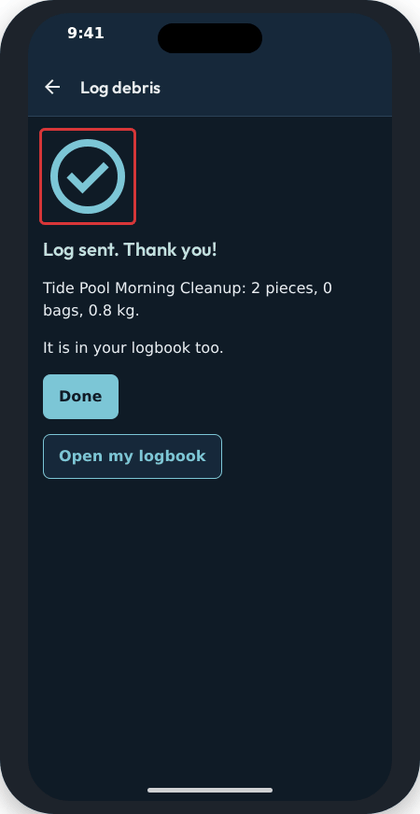 9:41
Log debris
Log sent. Thank you!
Tide Pool Morning Cleanup: 2 pieces, 0
bags, 0.8 kg.
It is in your logbook too.
Done
Open my logbook